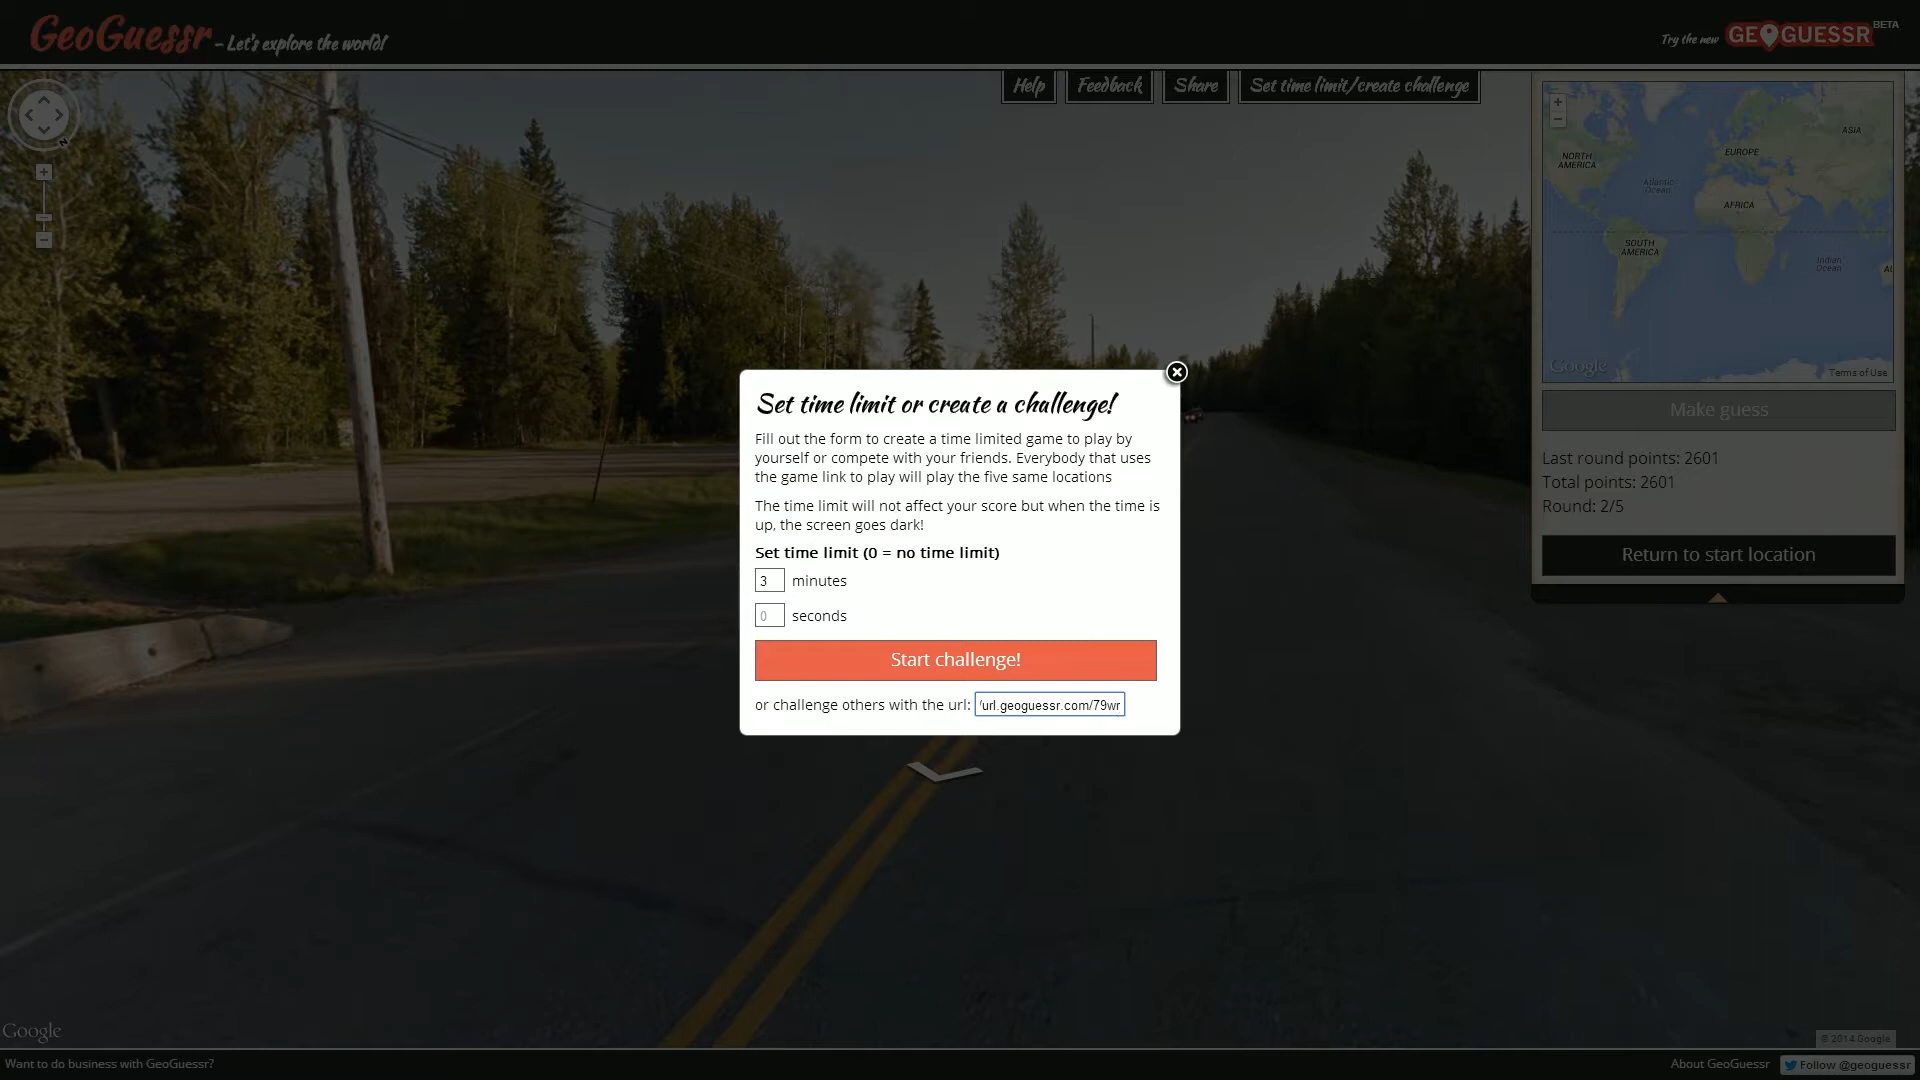 GeoGuessr - Let's explore the world!
Try the new GEOGUESSR BETA
Help
Feedback
Share
Set time limit/create challenge
NORTH AMERICA
Atlantic Ocean
EUROPE
ASIA
AFRICA
SOUTH AMERICA
Indian Ocean
AU
Google
Terms of Use
Make guess
Last round points: 2601
Total points: 2601
Round: 2/5
Return to start location
Set time limit or create a challenge!
Fill out the form to create a time limited game to play by
yourself or compete with your friends. Everybody that uses
the game link to play will play the five same locations
The time limit will not affect your score but when the time is
up, the screen goes dark!
Set time limit (0 = no time limit)
3 minutes
0 seconds
Start challenge!
or challenge others with the url: /url.geoguessr.com/79wr
Google
© 2014 Google
Want to do business with GeoGuessr?
About GeoGuessr
Follow @geoguessr